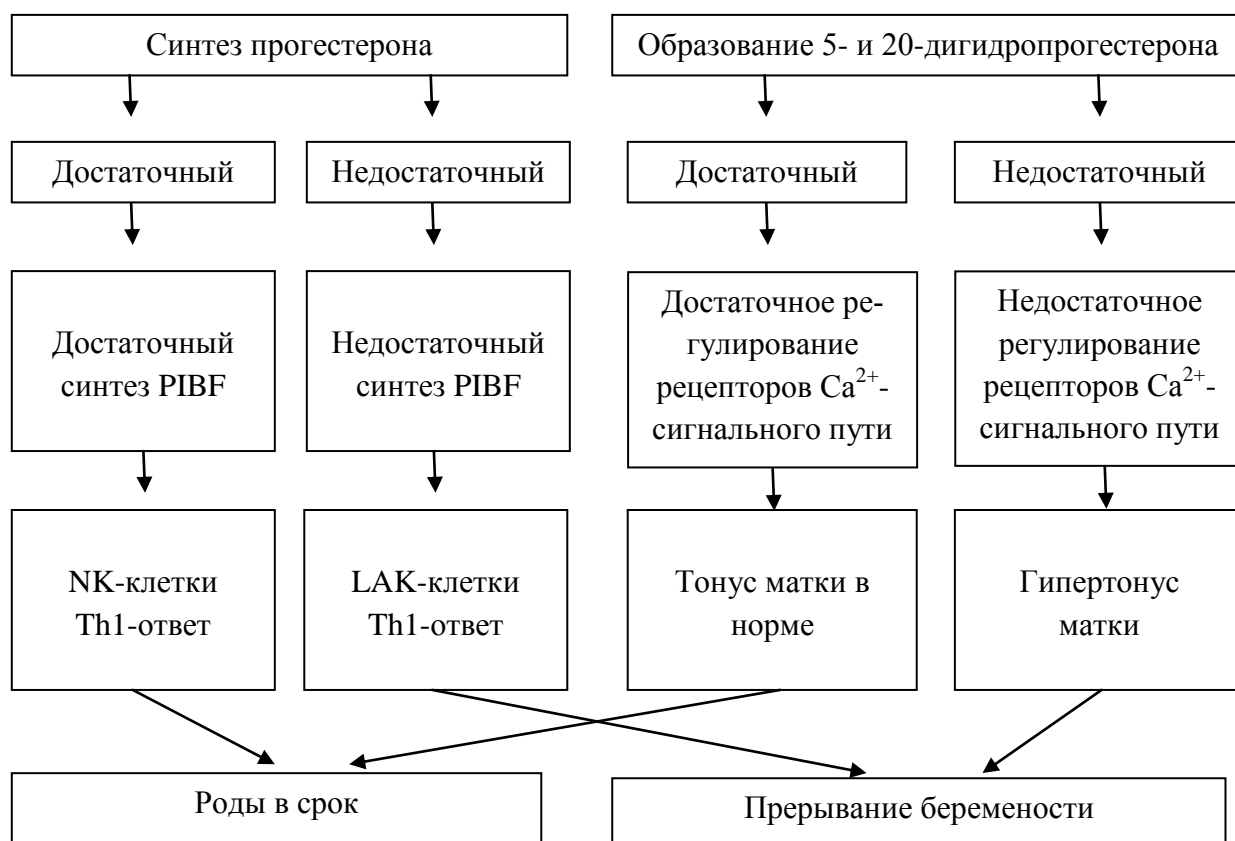 Синтез прогестерона
Образование 5- и 20-дигидропрогестерона
Достаточный
Недостаточный
Достаточный
Недостаточный
Достаточный
синтез PIBF
Недостаточный
синтез PIBF
Достаточное ре-
гулирование
рецепторов Ca²⁺-
сигнального пути
Недостаточное
регулирование
рецепторов Ca²⁺-
сигнального пути
NK-клетки
Th1-ответ
LAK-клетки
Th1-ответ
Тонус матки в
норме
Гипертонус
матки
Роды в срок
Прерывание беремености